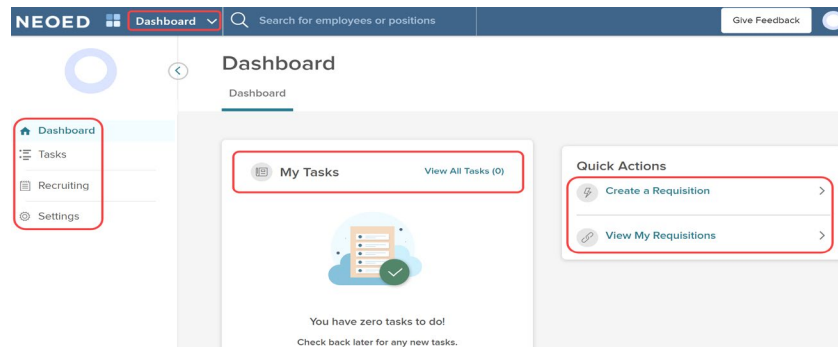 NEOED Dashboard Search for employees or positions Give Feedback
Dashboard
Dashboard
Dashboard
Tasks
Recruiting
Settings
My Tasks View All Tasks (0)
You have zero tasks to do!
Check back later for any new tasks.
Quick Actions
Create a Requisition
View My Requisitions